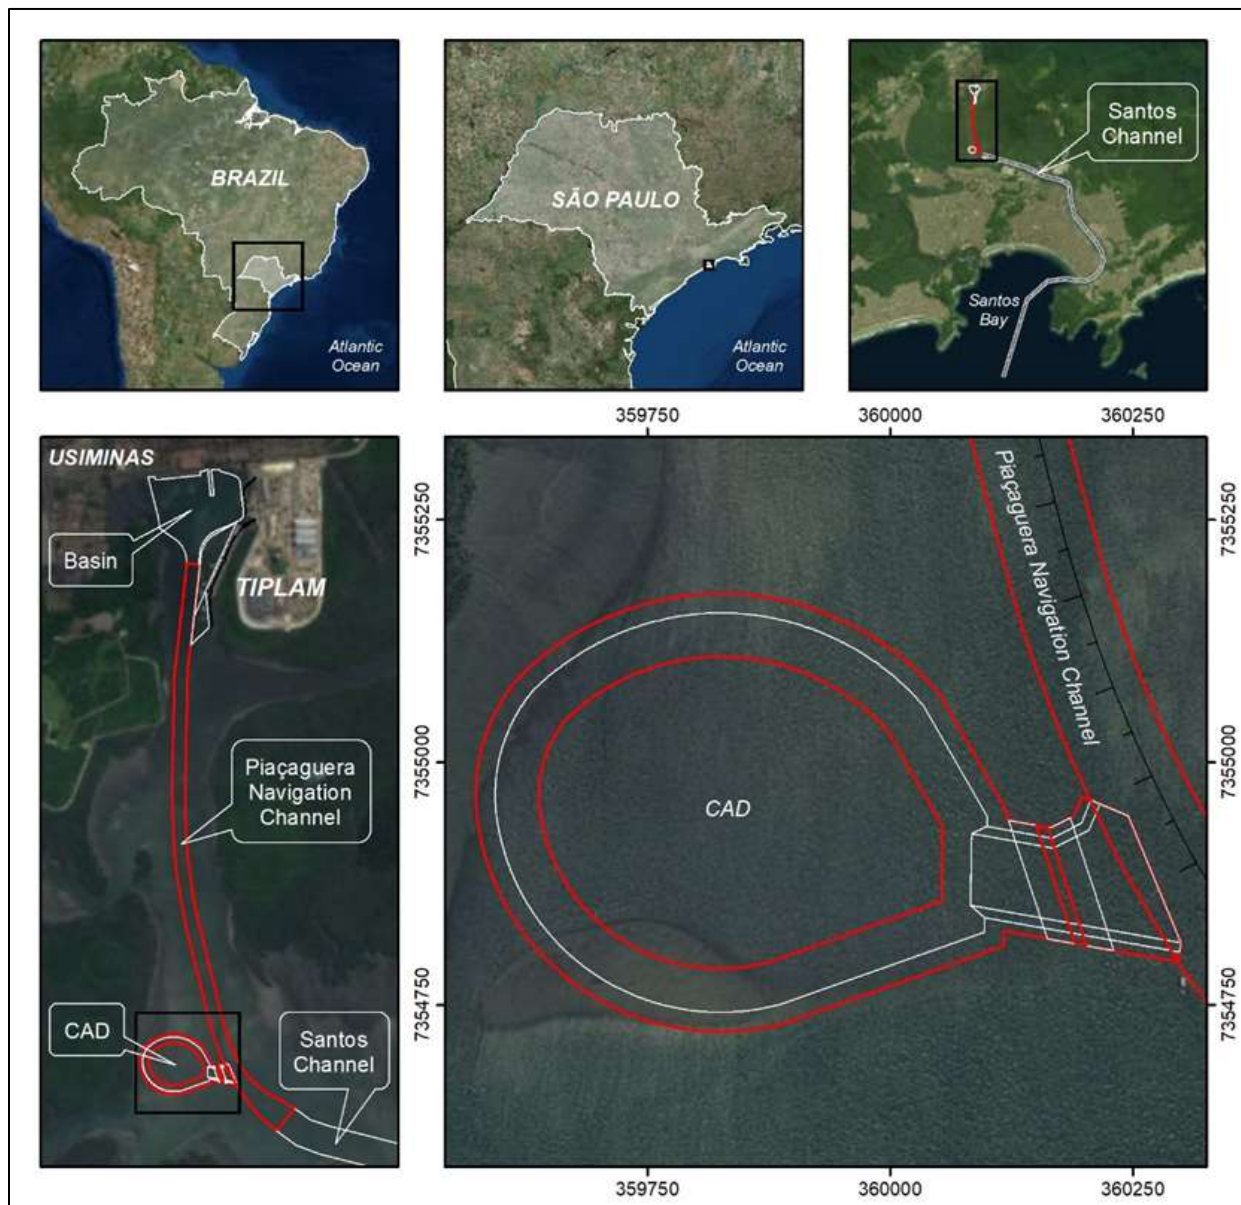 BRAZIL
Atlantic
Ocean
SÃO PAULO
Atlantic
Ocean
Santos
Channel
Santos
Bay
359750
360000
360250
USIMINAS
Basin
TIPLAM
Piaçaguera
Navigation
Channel
CAD
Santos
Channel
7355250
7355000
7354750
Piaçaguera Navigation Channel
CAD
7355250
7355000
7354750
359750
360000
360250